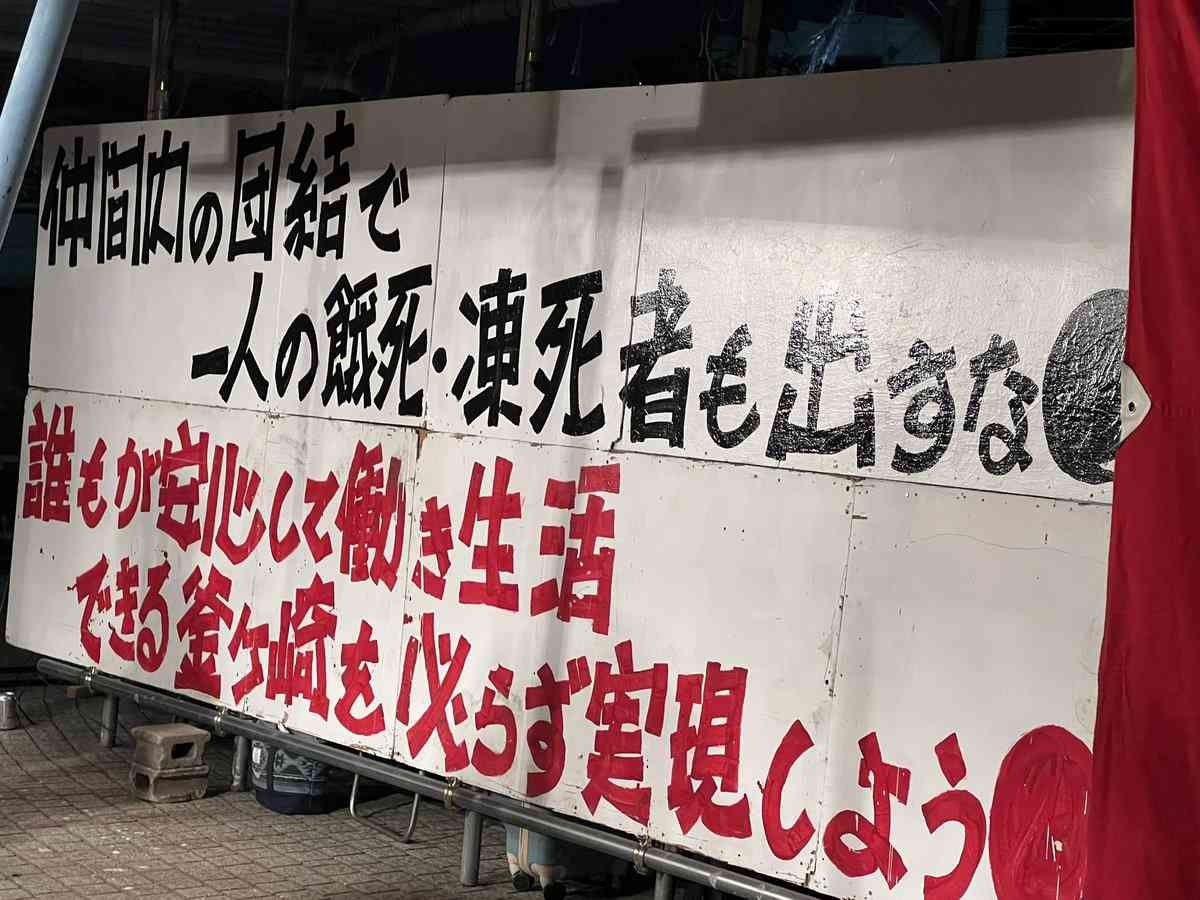 仲間内の団結で
一人の餓死・凍死者も出すな
誰もが安心して働き生活
できる釜ケ崎を必らず実現しよう